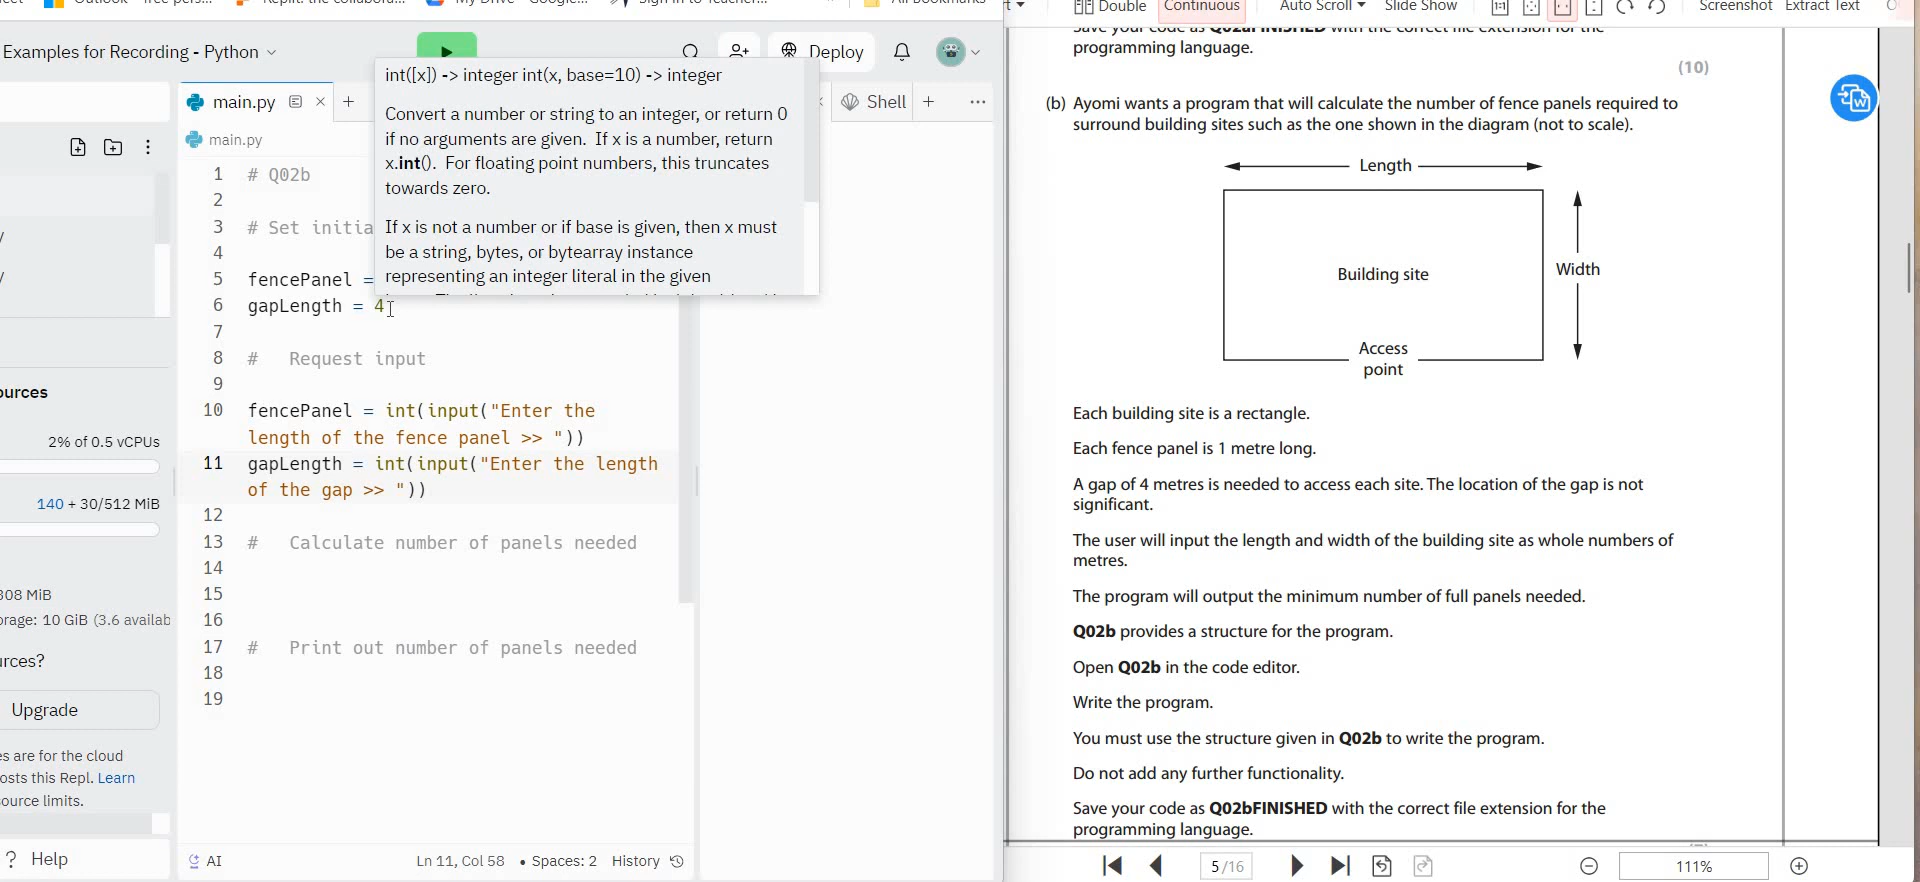 Double Continuous Auto Scroll Slide Show Screenshot Extract Text
Examples for Recording - Python
Deploy
main.py
Shell
main.py
int([x]) -> integer int(x, base=10) -> integer
Convert a number or string to an integer, or return 0
if no arguments are given. If x is a number, return
x.int(). For floating point numbers, this truncates
towards zero.
If x is not a number or if base is given, then x must
be a string, bytes, or bytearray instance
representing an integer literal in the given
1 # Q02b
2
3 # Set initia
4
5 fencePanel =
6 gapLength = 4
7
8 # Request input
9
10 fencePanel = int(input("Enter the
length of the fence panel >> "))
11 gapLength = int(input("Enter the length
of the gap >> "))
12
13 # Calculate number of panels needed
14
15
16
17 # Print out number of panels needed
18
19
ources
2% of 0.5 vCPUs
140 + 30/512 MiB
308 MiB
orage: 10 GiB (3.6 availab
urces?
Upgrade
es are for the cloud
osts this Repl. Learn
ource limits.
? Help
AI
Ln 11, Col 58 • Spaces: 2 History
Save your code as Q02aFINISHED with the correct file extension for the
programming language.
(10)
(b) Ayomi wants a program that will calculate the number of fence panels required to
surround building sites such as the one shown in the diagram (not to scale).
Length
Building site
Width
Access
point
Each building site is a rectangle.
Each fence panel is 1 metre long.
A gap of 4 metres is needed to access each site. The location of the gap is not
significant.
The user will input the length and width of the building site as whole numbers of
metres.
The program will output the minimum number of full panels needed.
Q02b provides a structure for the program.
Open Q02b in the code editor.
Write the program.
You must use the structure given in Q02b to write the program.
Do not add any further functionality.
Save your code as Q02bFINISHED with the correct file extension for the
programming language.
5 /16
111%